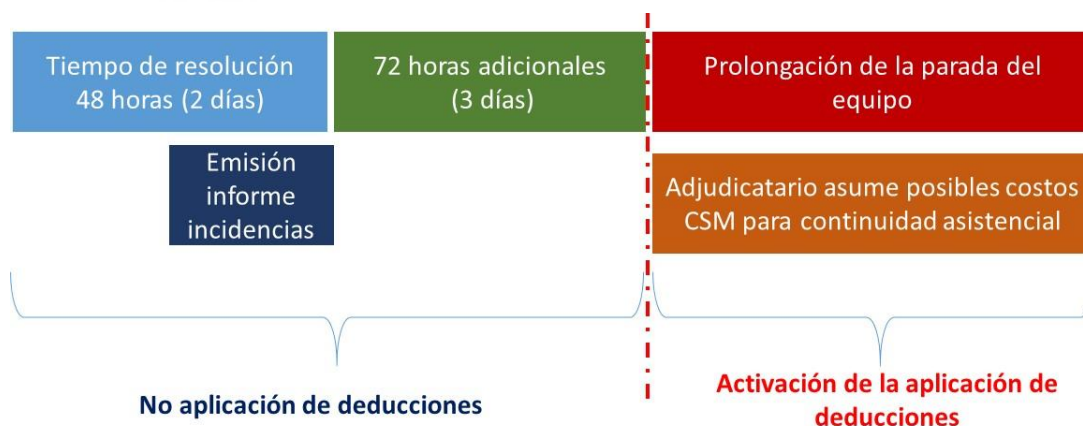 Tiempo de resolución
48 horas (2 días)
72 horas adicionales
(3 días)
Prolongación de la parada del
equipo
Emisión
informe
incidencias
Adjudicatario asume posibles costos
CSM para continuidad asistencial
No aplicación de deducciones
Activación de la aplicación de
deducciones